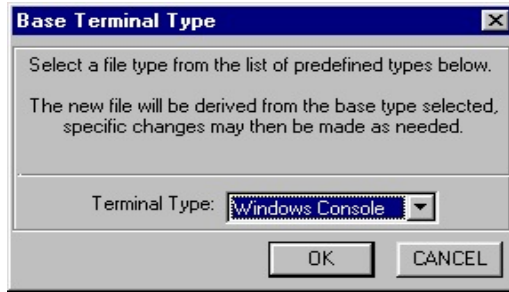 Base Terminal Type
Select a file type from the list of predefined types below.
The new file will be derived from the base type selected,
specific changes may then be made as needed.
Terminal Type: Windows Console
OK CANCEL